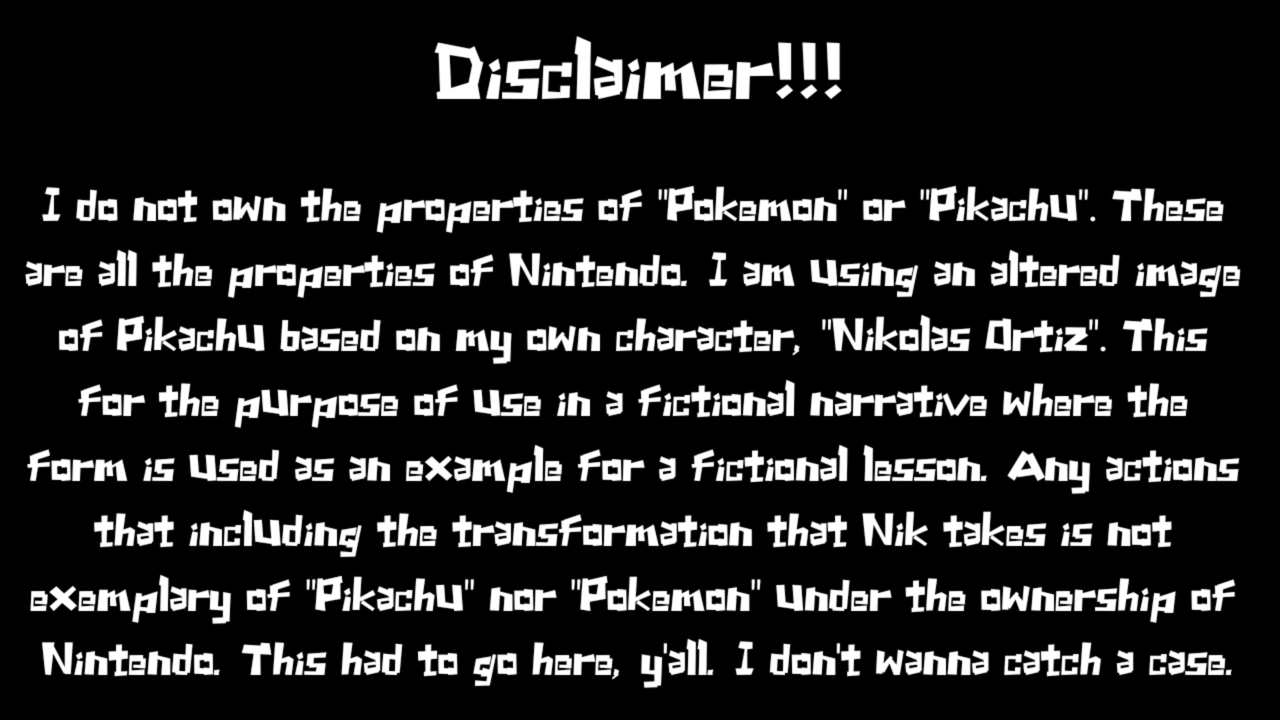 Disclaimer!!!
I do not own the properties of "Pokemon" or "Pikachu". These
are all the properties of Nintendo. I am using an altered image
of Pikachu based on my own character, "Nikolas Ortiz". This
for the purpose of use in a fictional narrative where the
form is used as an example for a fictional lesson. Any actions
that including the transformation that Nik takes is not
exemplary of "Pikachu" nor "Pokemon" under the ownership of
Nintendo. This had to go here, y'all. I don't wanna catch a case.